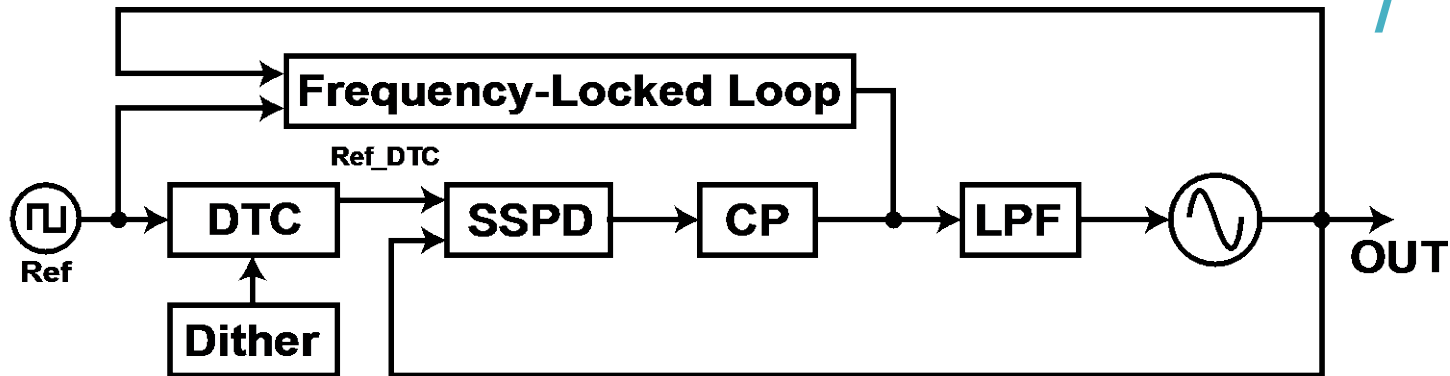 Frequency-Locked Loop
Ref_DTC
DTC
SSPD
CP
LPF
Ref
OUT
Dither